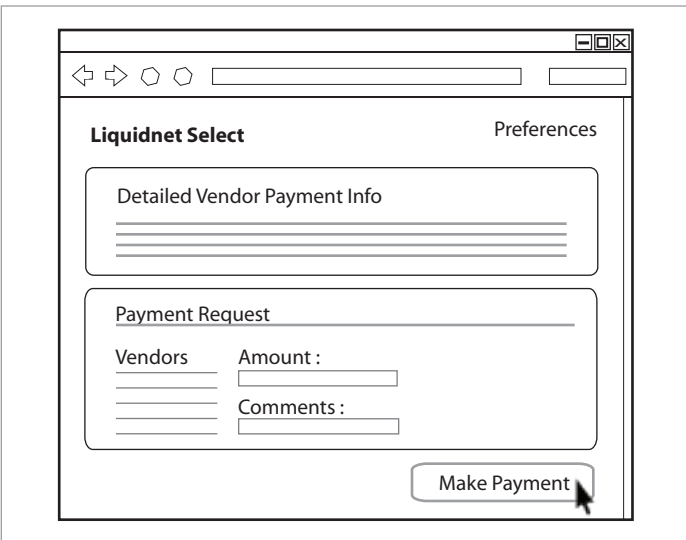 Liquidnet Select
Preferences
Detailed Vendor Payment Info
Payment Request
Vendors
Amount :
Comments :
Make Payment